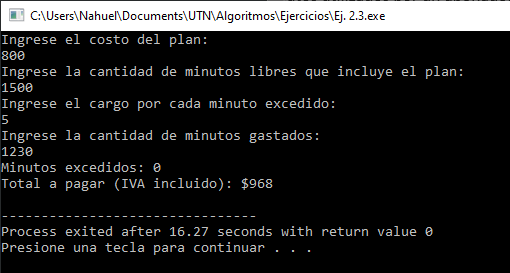 C:\Users\Nahuel\Documents\UTN\Algoritmos\Ejercicios\Ej. 2.3.exe
Ingrese el costo del plan:
800
Ingrese la cantidad de minutos libres que incluye el plan:
1500
Ingrese el cargo por cada minuto excedido:
5
Ingrese la cantidad de minutos gastados:
1230
Minutos excedidos: 0
Total a pagar (IVA incluido): $968
--------------------------------
Process exited after 16.27 seconds with return value 0
Presione una tecla para continuar . . .